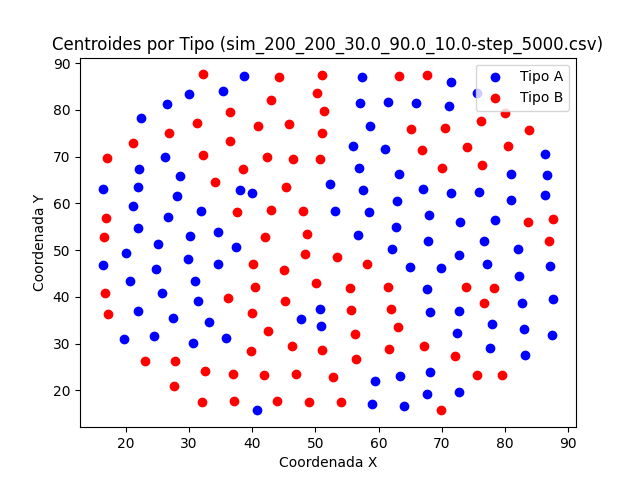 Centroides por Tipo (sim_200_200_30.0_90.0_10.0-step_5000.csv)
Tipo A
Tipo B
90
80
70
60
50
40
30
20
Coordenada Y
20 30 40 50 60 70 80 90
Coordenada X